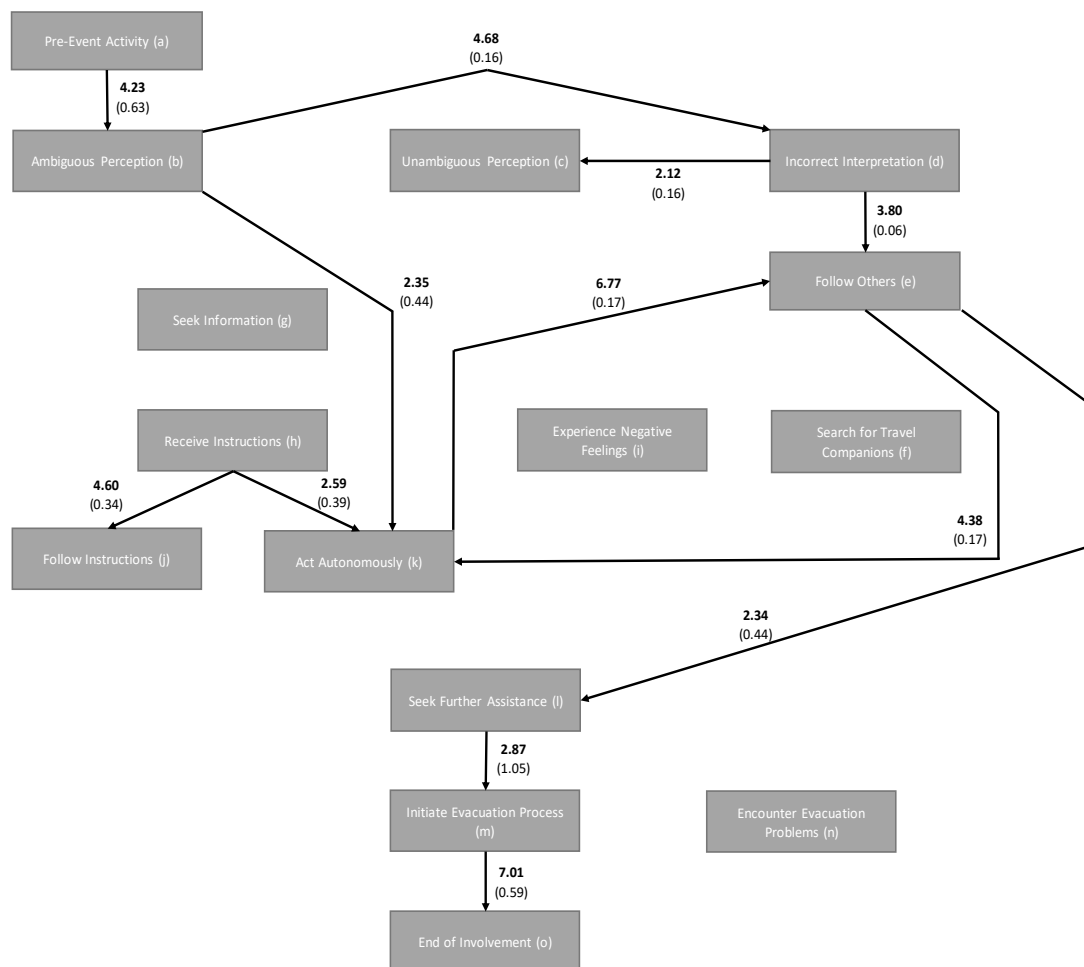 Pre-Event Activity (a)
4.68
(0.16)
4.23
(0.63)
Ambiguous Perception (b)
Unambiguous Perception (c)
Incorrect Interpretation (d)
2.12
(0.16)
3.80
(0.06)
Follow Others (e)
2.35
(0.44)
6.77
(0.17)
Seek Information (g)
Receive Instructions (h)
Experience Negative
Feelings (i)
Search for Travel
Companions (f)
4.60
(0.34)
2.59
(0.39)
4.38
(0.17)
Follow Instructions (j)
Act Autonomously (k)
2.34
(0.44)
Seek Further Assistance (l)
2.87
(1.05)
Initiate Evacuation Process
(m)
Encounter Evacuation
Problems (n)
7.01
(0.59)
End of Involvement (o)